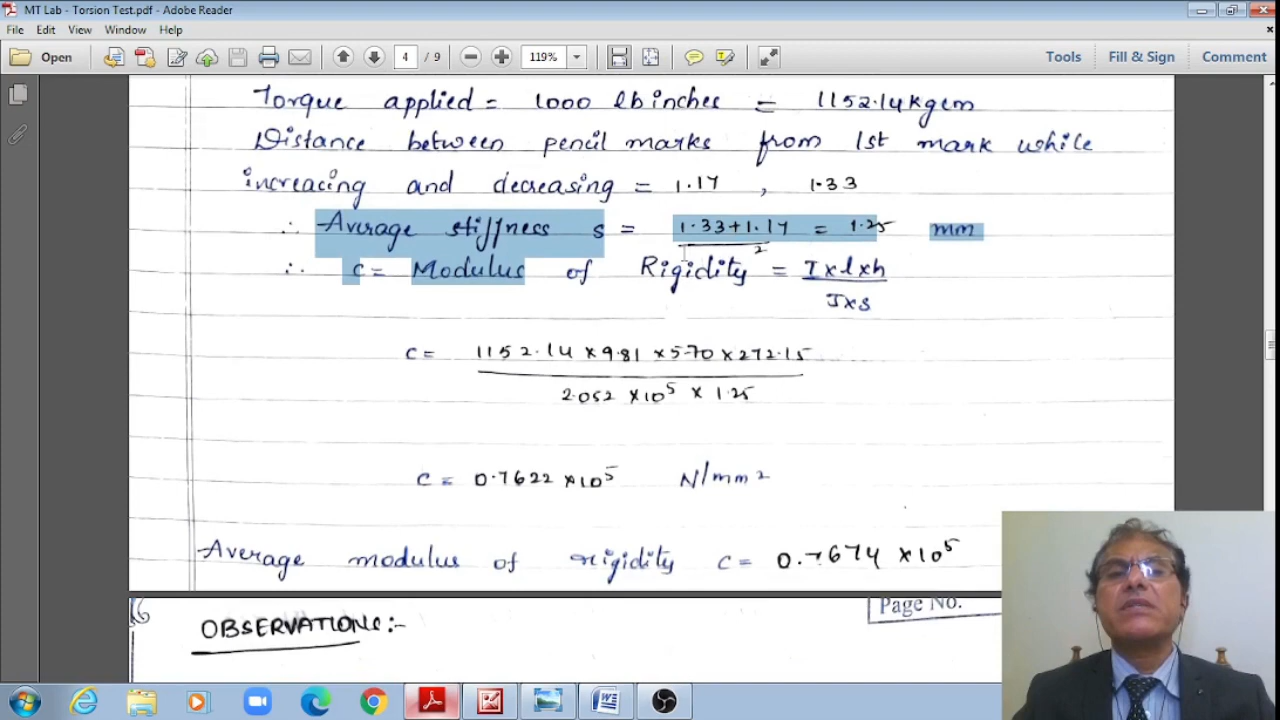 MT Lab - Torsion Test.pdf - Adobe Reader
File Edit View Window Help
Open 4 / 9 119% Tools Fill & Sign Comment
Torque applied = 1000 lb inches = 1152.14 kgcm
Distance between pencil marks from 1st mark while
increasing and decreasing = 1.17 , 1.33
∴ Average stiffness s = 1.33+1.17 = 1.25 mm
2
∴ c = Modulus of Rigidity = T x l x h
J x s
c = 1152.14 x 9.81 x 5.70 x 272.15
2.052 x 10⁵ x 1.25
c = 0.7622 x 10⁵ N/mm²
Average modulus of rigidity c = 0.7674 x 10⁵
16
Page No.
OBSERVATIONS:-